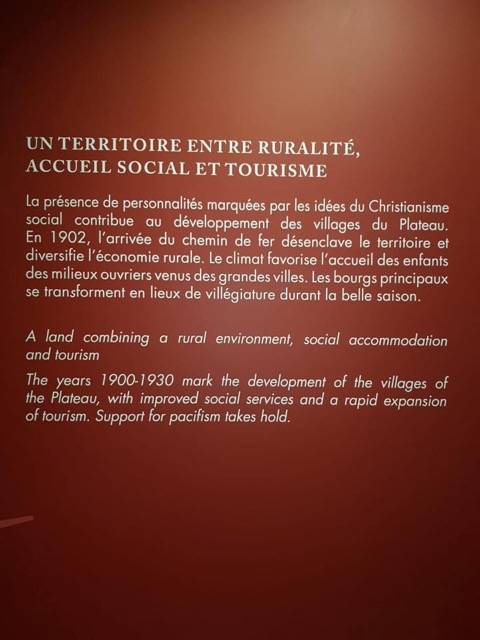 UN TERRITOIRE ENTRE RURALITÉ,
ACCUEIL SOCIAL ET TOURISME
La présence de personnalités marquées par les idées du Christianisme
social contribue au développement des villages du Plateau.
En 1902, l'arrivée du chemin de fer désenclave le territoire et
diversifie l'économie rurale. Le climat favorise l'accueil des enfants
des milieux ouvriers venus des grandes villes. Les bourgs principaux
se transforment en lieux de villégiature durant la belle saison.
A land combining a rural environment, social accommodation
and tourism
The years 1900-1930 mark the development of the villages of
the Plateau, with improved social services and a rapid expansion
of tourism. Support for pacifism takes hold.